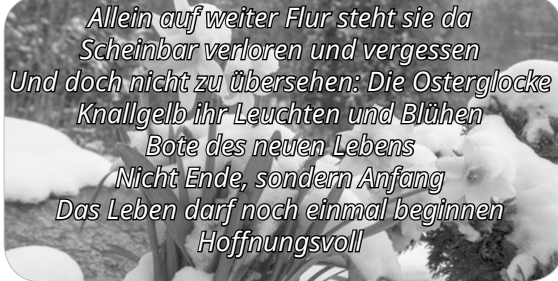 Allein auf weiter Flur steht sie da
Scheinbar verloren und vergessen
Und doch nicht zu übersehen: Die Osterglocke
Knallgelb ihr Leuchten und Blühen
Bote des neuen Lebens
Nicht Ende, sondern Anfang
Das Leben darf noch einmal beginnen
Hoffnungsvoll